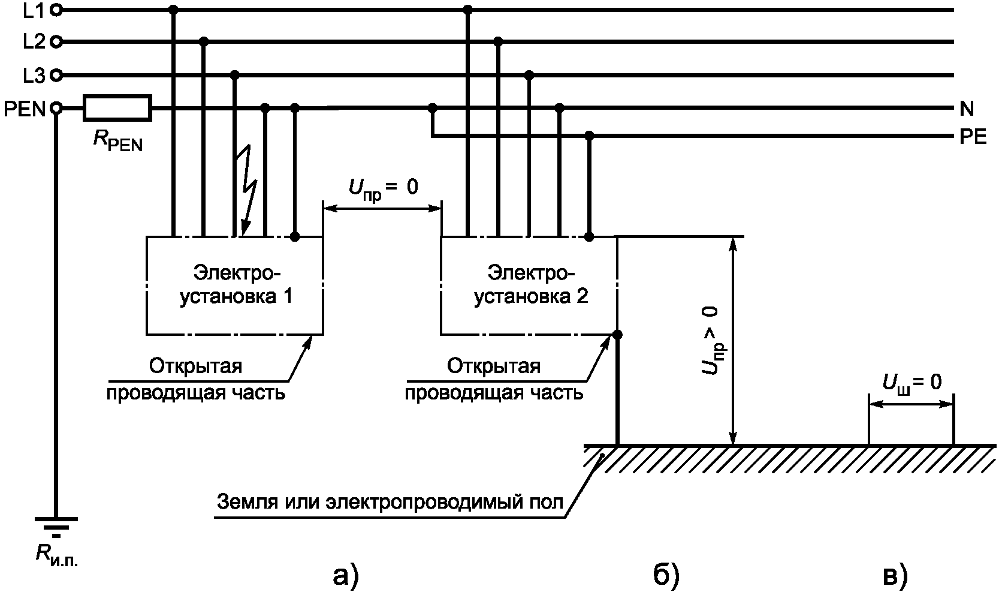 L1
L2
L3
PEN
N
PE
RPEN
Uпр = 0
Электро-
установка 1
Электро-
установка 2
Открытая
проводящая часть
Открытая
проводящая часть
Uпр > 0
Uш = 0
Земля или электропроводимый пол
Rи.п.
а)
б)
в)